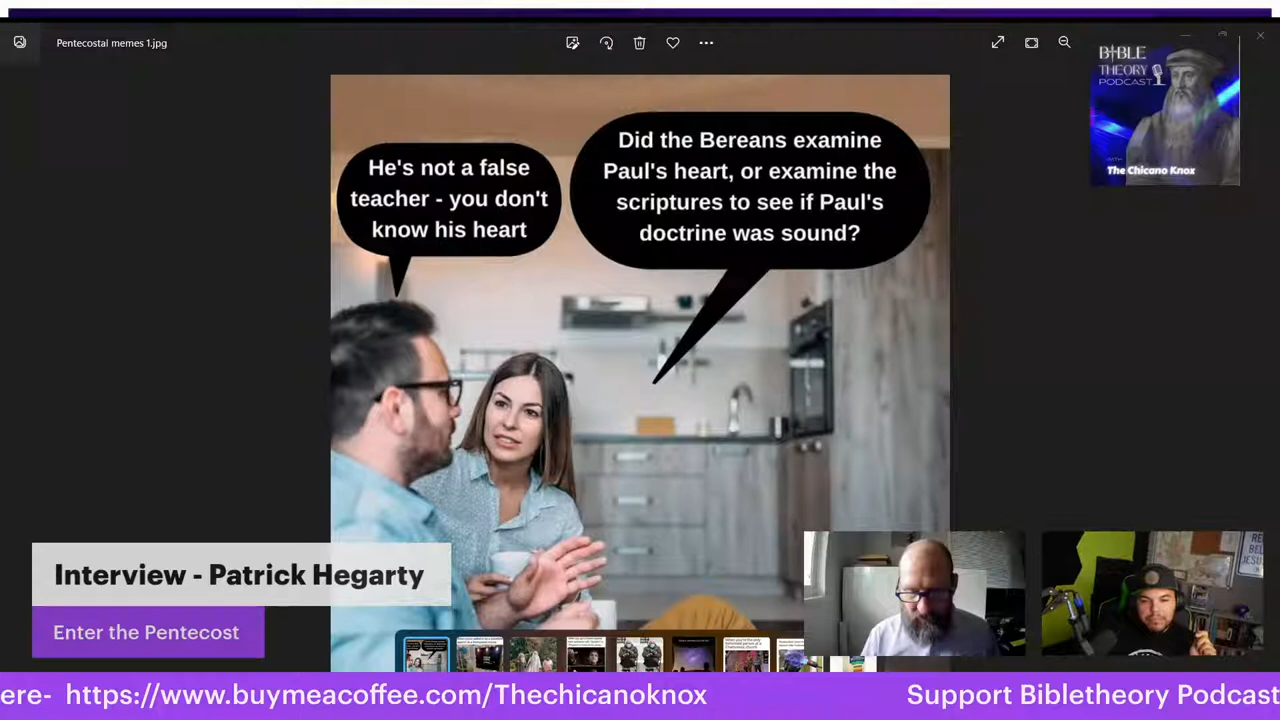 Pentecostal memes 1.jpg
BIBLE
THEORY
PODCAST
WITH
The Chicano Knox
He's not a false
teacher - you don't
know his heart
Did the Bereans examine
Paul's heart, or examine the
scriptures to see if Paul's
doctrine was sound?
Interview - Patrick Hegarty
Enter the Pentecost
ere- https://www.buymeacoffee.com/Thechicanoknox
Support Bibletheory Podcast